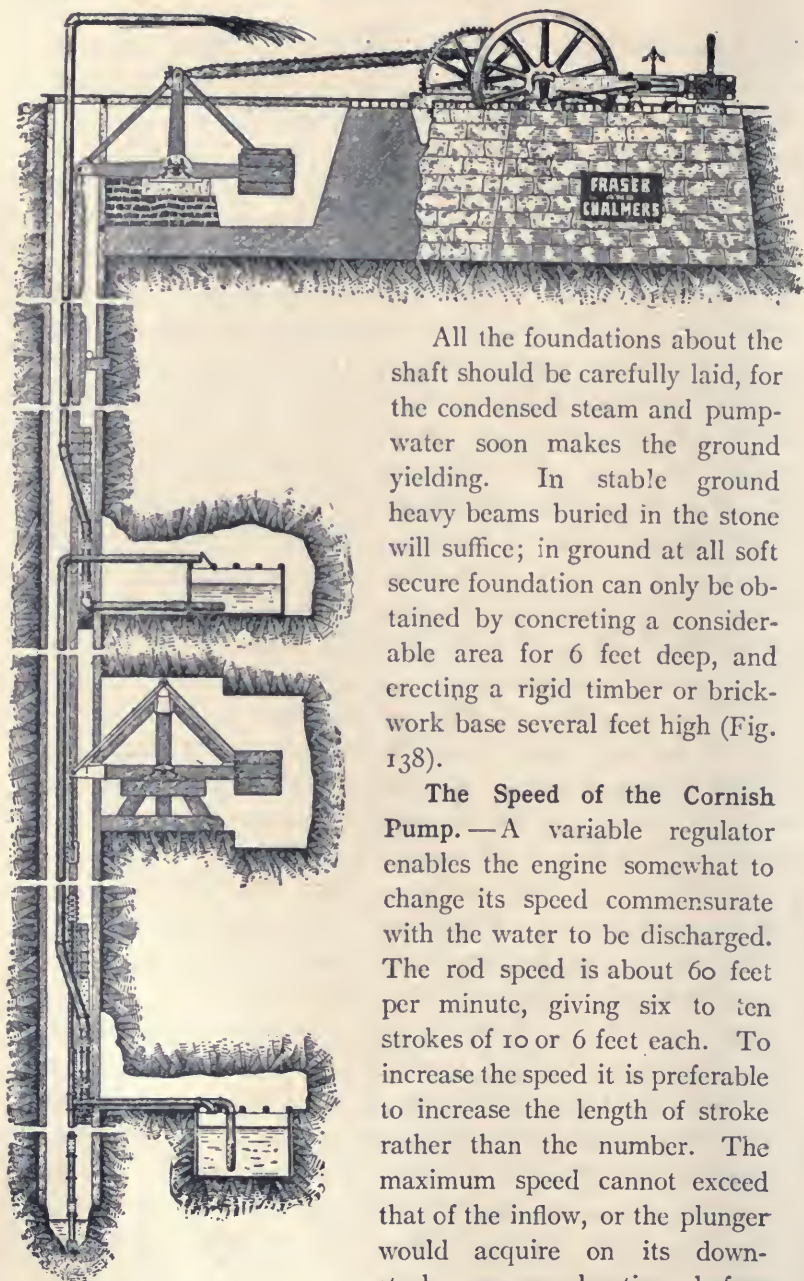 FRASER
AND
CHALMERS
All the foundations about the
shaft should be carefully laid, for
the condensed steam and pump-
water soon makes the ground
yielding. In stable ground
heavy beams buried in the stone
will suffice; in ground at all soft
secure foundation can only be ob-
tained by concreting a consider-
able area for 6 feet deep, and
erecting a rigid timber or brick-
work base several feet high (Fig.
138).
The Speed of the Cornish
Pump.—A variable regulator
enables the engine somewhat to
change its speed commensurate
with the water to be discharged.
The rod speed is about 60 feet
per minute, giving six to ten
strokes of 10 or 6 feet each. To
increase the speed it is preferable
to increase the length of stroke
rather than the number. The
maximum speed cannot exceed
that of the inflow, or the plunger
would acquire on its down-